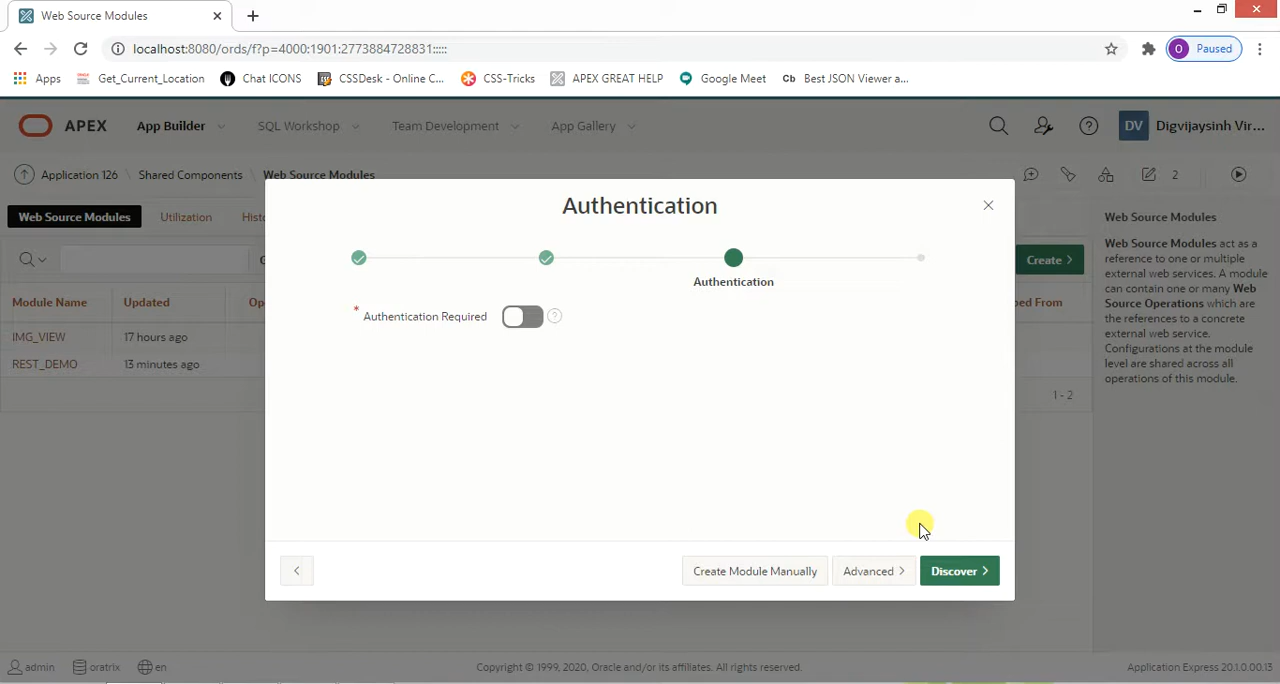 Web Source Modules
localhost:8080/ords/f?p=4000:1901:2773884728831:::::
O Paused
Apps Get_Current_Location Chat ICONS CSSDesk - Online C... CSS-Tricks APEX GREAT HELP Google Meet Cb Best JSON Viewer a...
APEX App Builder SQL Workshop Team Development App Gallery DV Digvijaysinh Vir...
Application 126 \ Shared Components \ Web Source Modules 2
Authentication
Web Source Modules Utilization Histo
Web Source Modules
Web Source Modules act as a
reference to one or multiple
external web services. A module
can contain one or many Web
Source Operations which are
the references to a concrete
external web service.
Configurations at the module
level are shared across all
operations of this module.
G
Create >
Authentication
Module Name Updated Op
bed From
* Authentication Required ?
IMG_VIEW 17 hours ago
REST_DEMO 13 minutes ago
1 - 2
< Create Module Manually Advanced > Discover >
admin oratrix en Copyright © 1999, 2020, Oracle and/or its affiliates. All rights reserved. Application Express 20.1.0.00.13